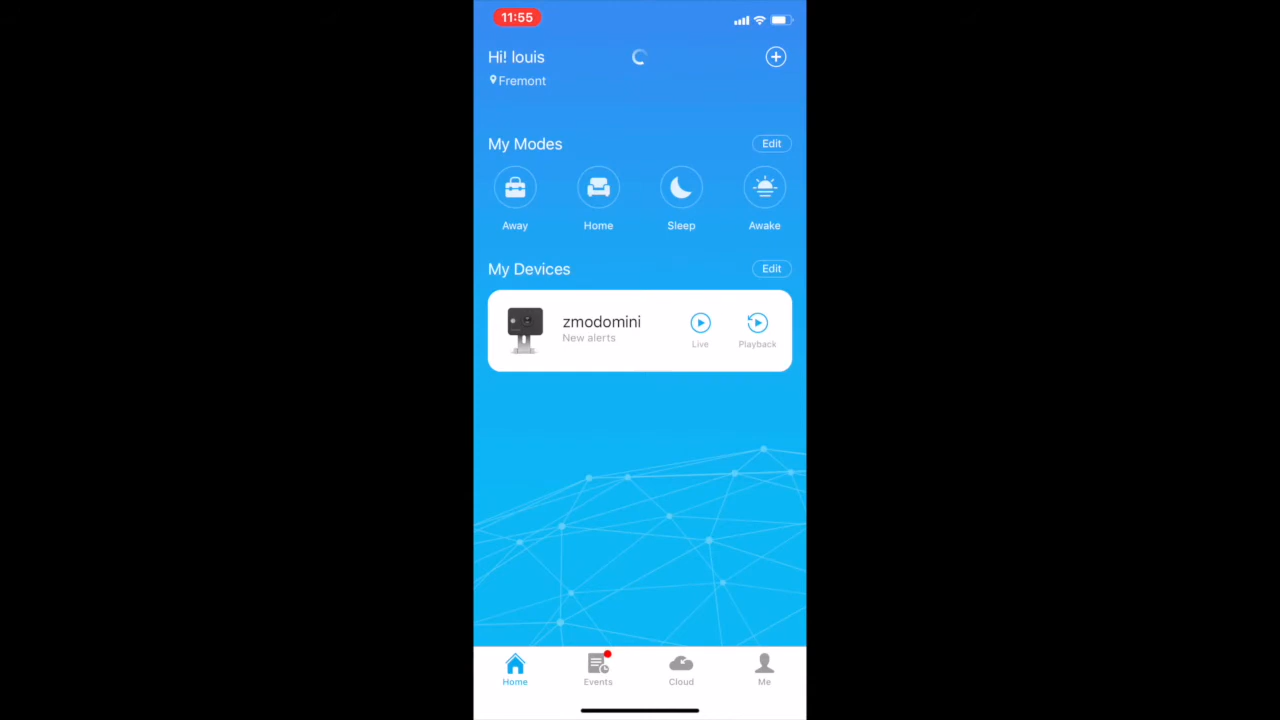 11:55
Hi! louis
Fremont
My Modes
Edit
Away
Home
Sleep
Awake
My Devices
Edit
zmodomini
New alerts
Live
Playback
Home
Events
Cloud
Me